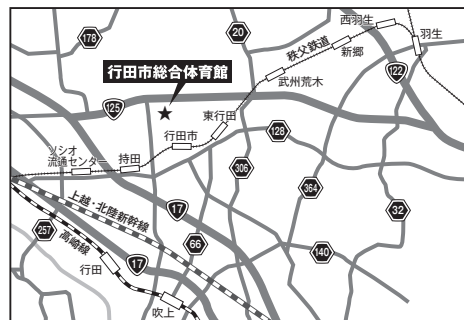 178
20
西羽生
羽生
秩父鉄道
新郷
行田市総合体育館
武州荒木
122
125
東行田
行田市
128
ソシオ
流通センター
持田
306
364
上越・北陸新幹線
17
32
257
高崎線
66
17
140
行田
吹上